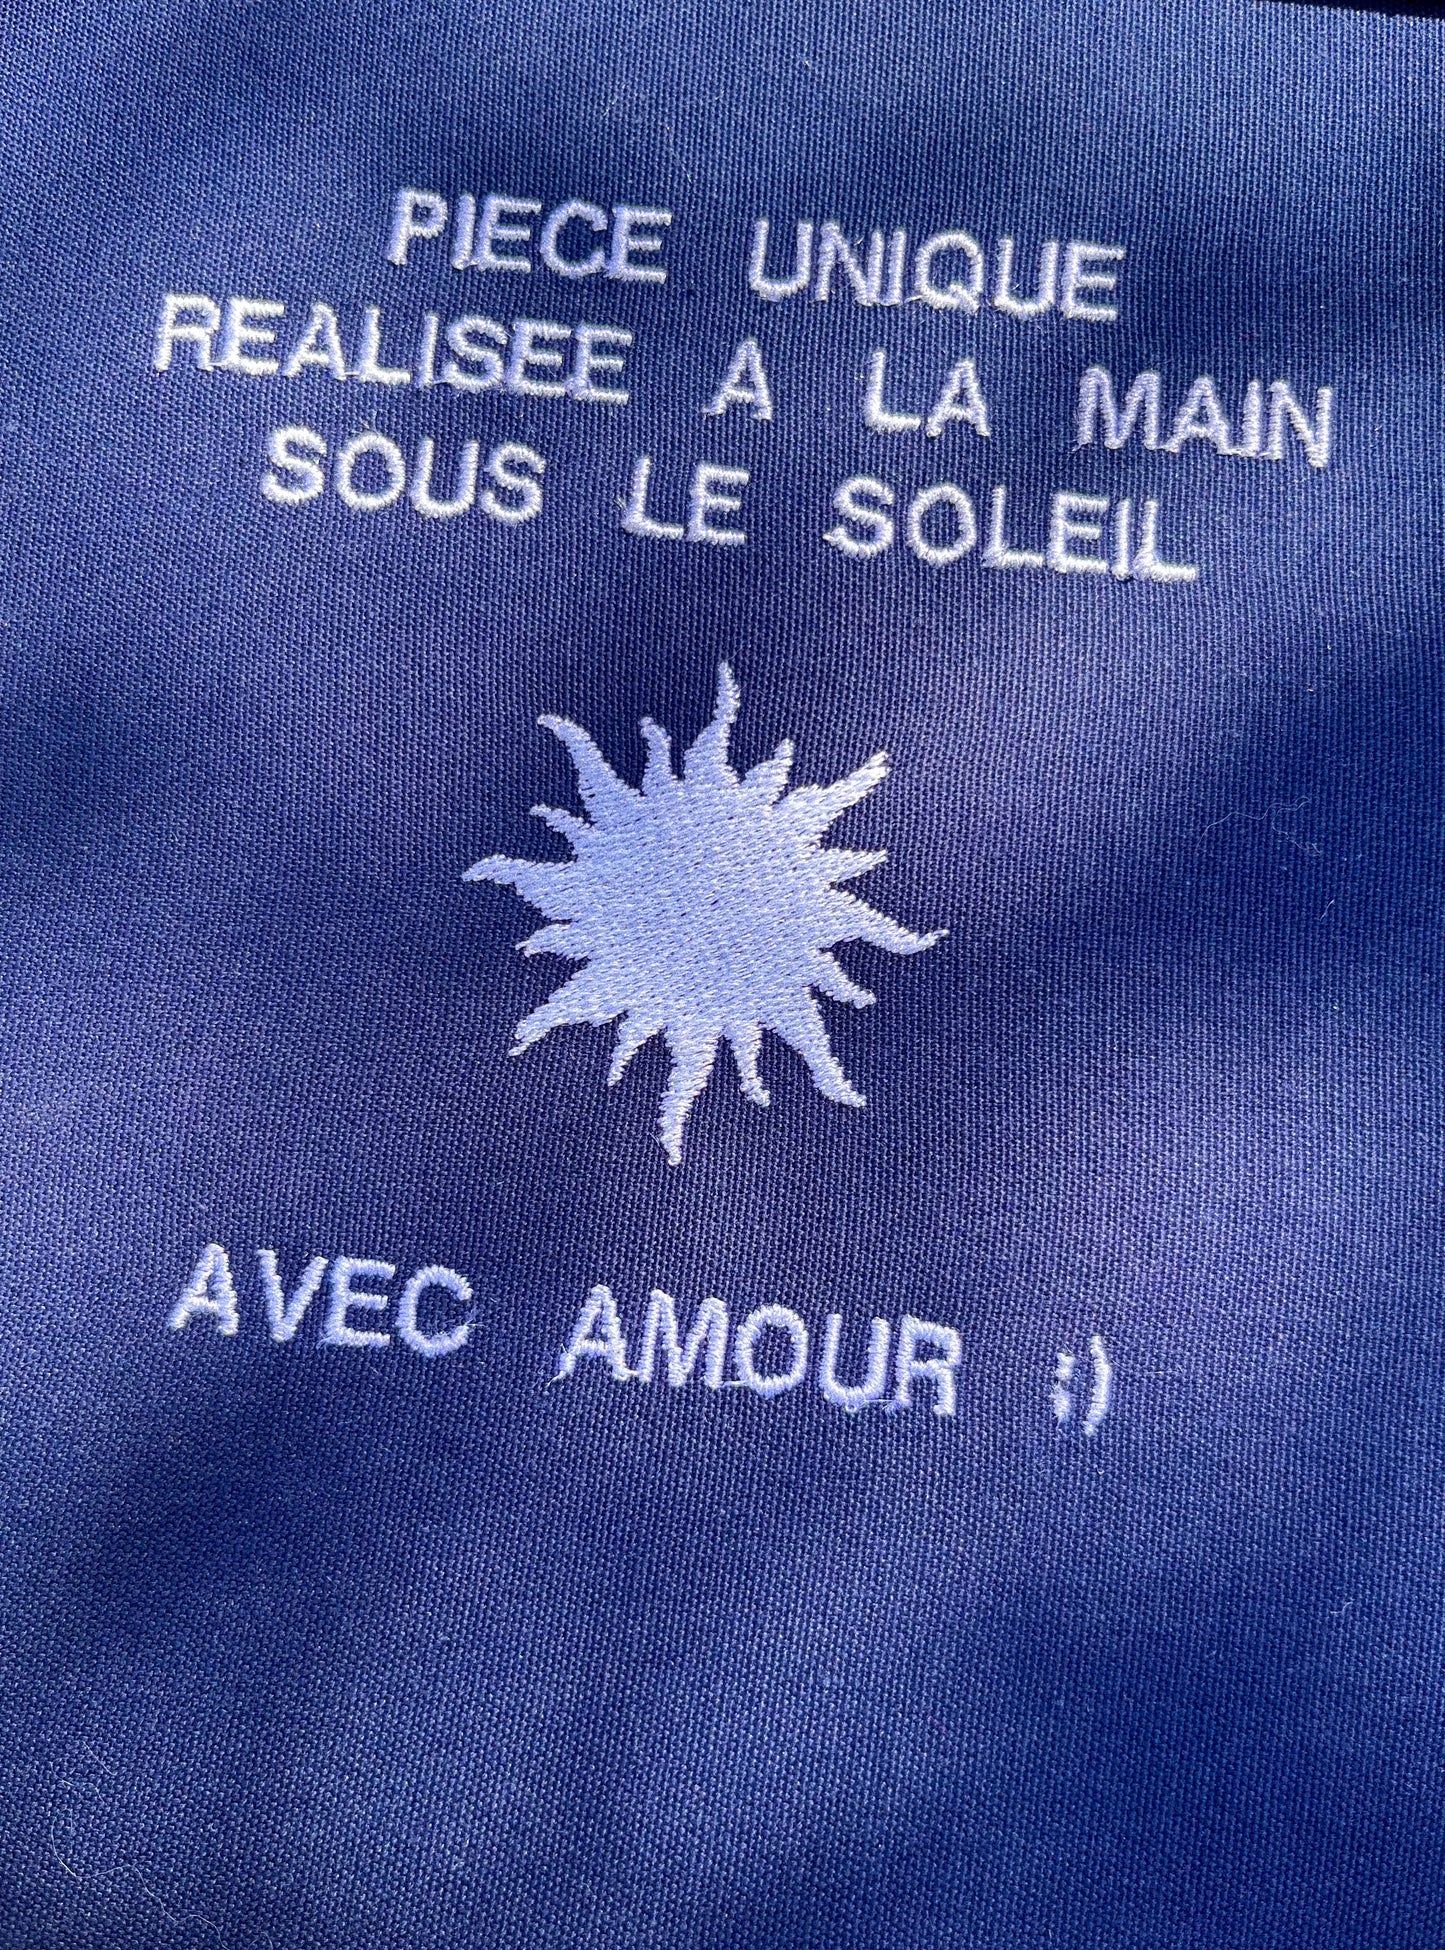 PIECE UNIQUE
REALISEE A LA MAIN
SOUS LE SOLEIL
AVEC AMOUR :)